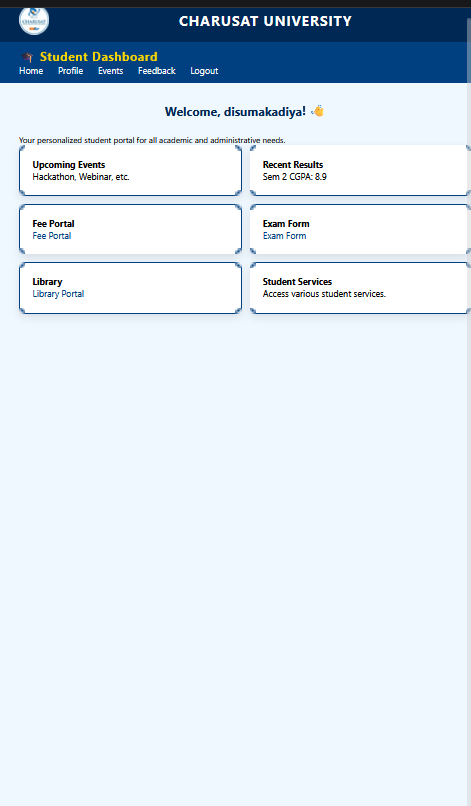 CHARUSAT
CHARUSAT UNIVERSITY
Student Dashboard
Home Profile Events Feedback Logout
Welcome, disumakadiya!
Your personalized student portal for all academic and administrative needs.
Upcoming Events
Hackathon, Webinar, etc.
Recent Results
Sem 2 CGPA: 8.9
Fee Portal
Fee Portal
Exam Form
Exam Form
Library
Library Portal
Student Services
Access various student services.